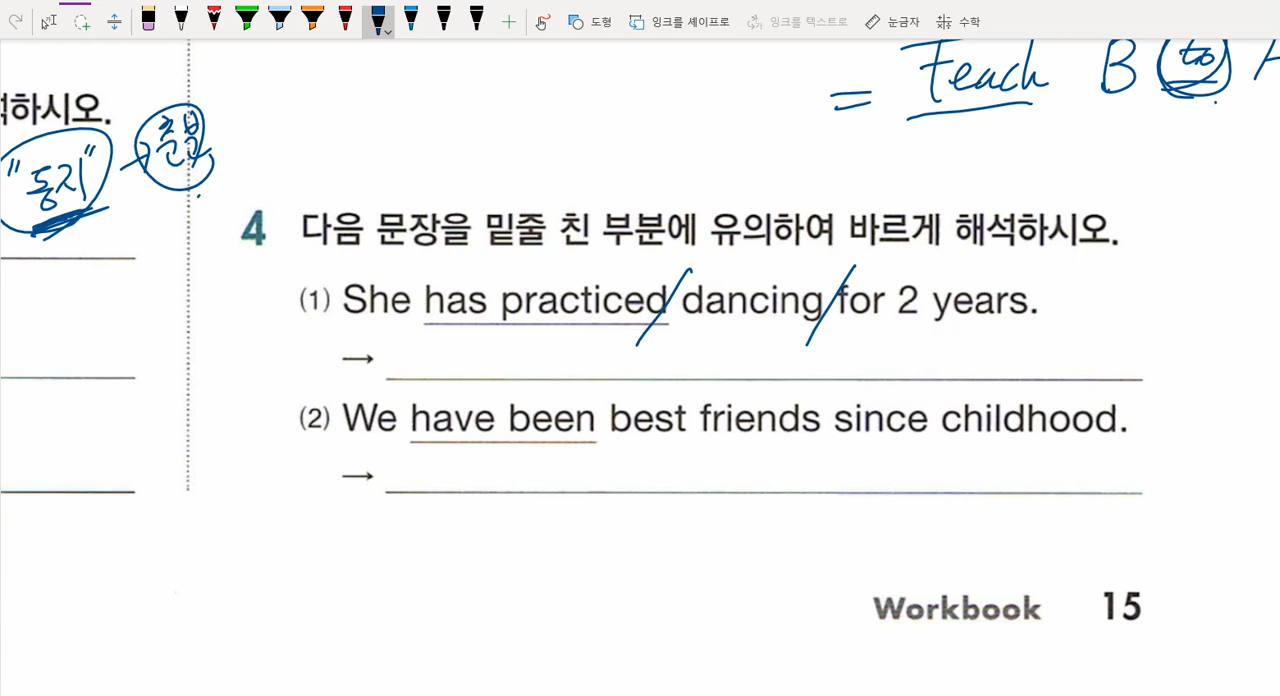 도형 잉크를 셰이프로 잉크를 텍스트로 눈금자 수학
= Teach B to A
하시오.
"동지"
4 다음 문장을 밑줄 친 부분에 유의하여 바르게 해석하시오.
(1) She has practiced dancing for 2 years.
→
(2) We have been best friends since childhood.
→
Workbook 15